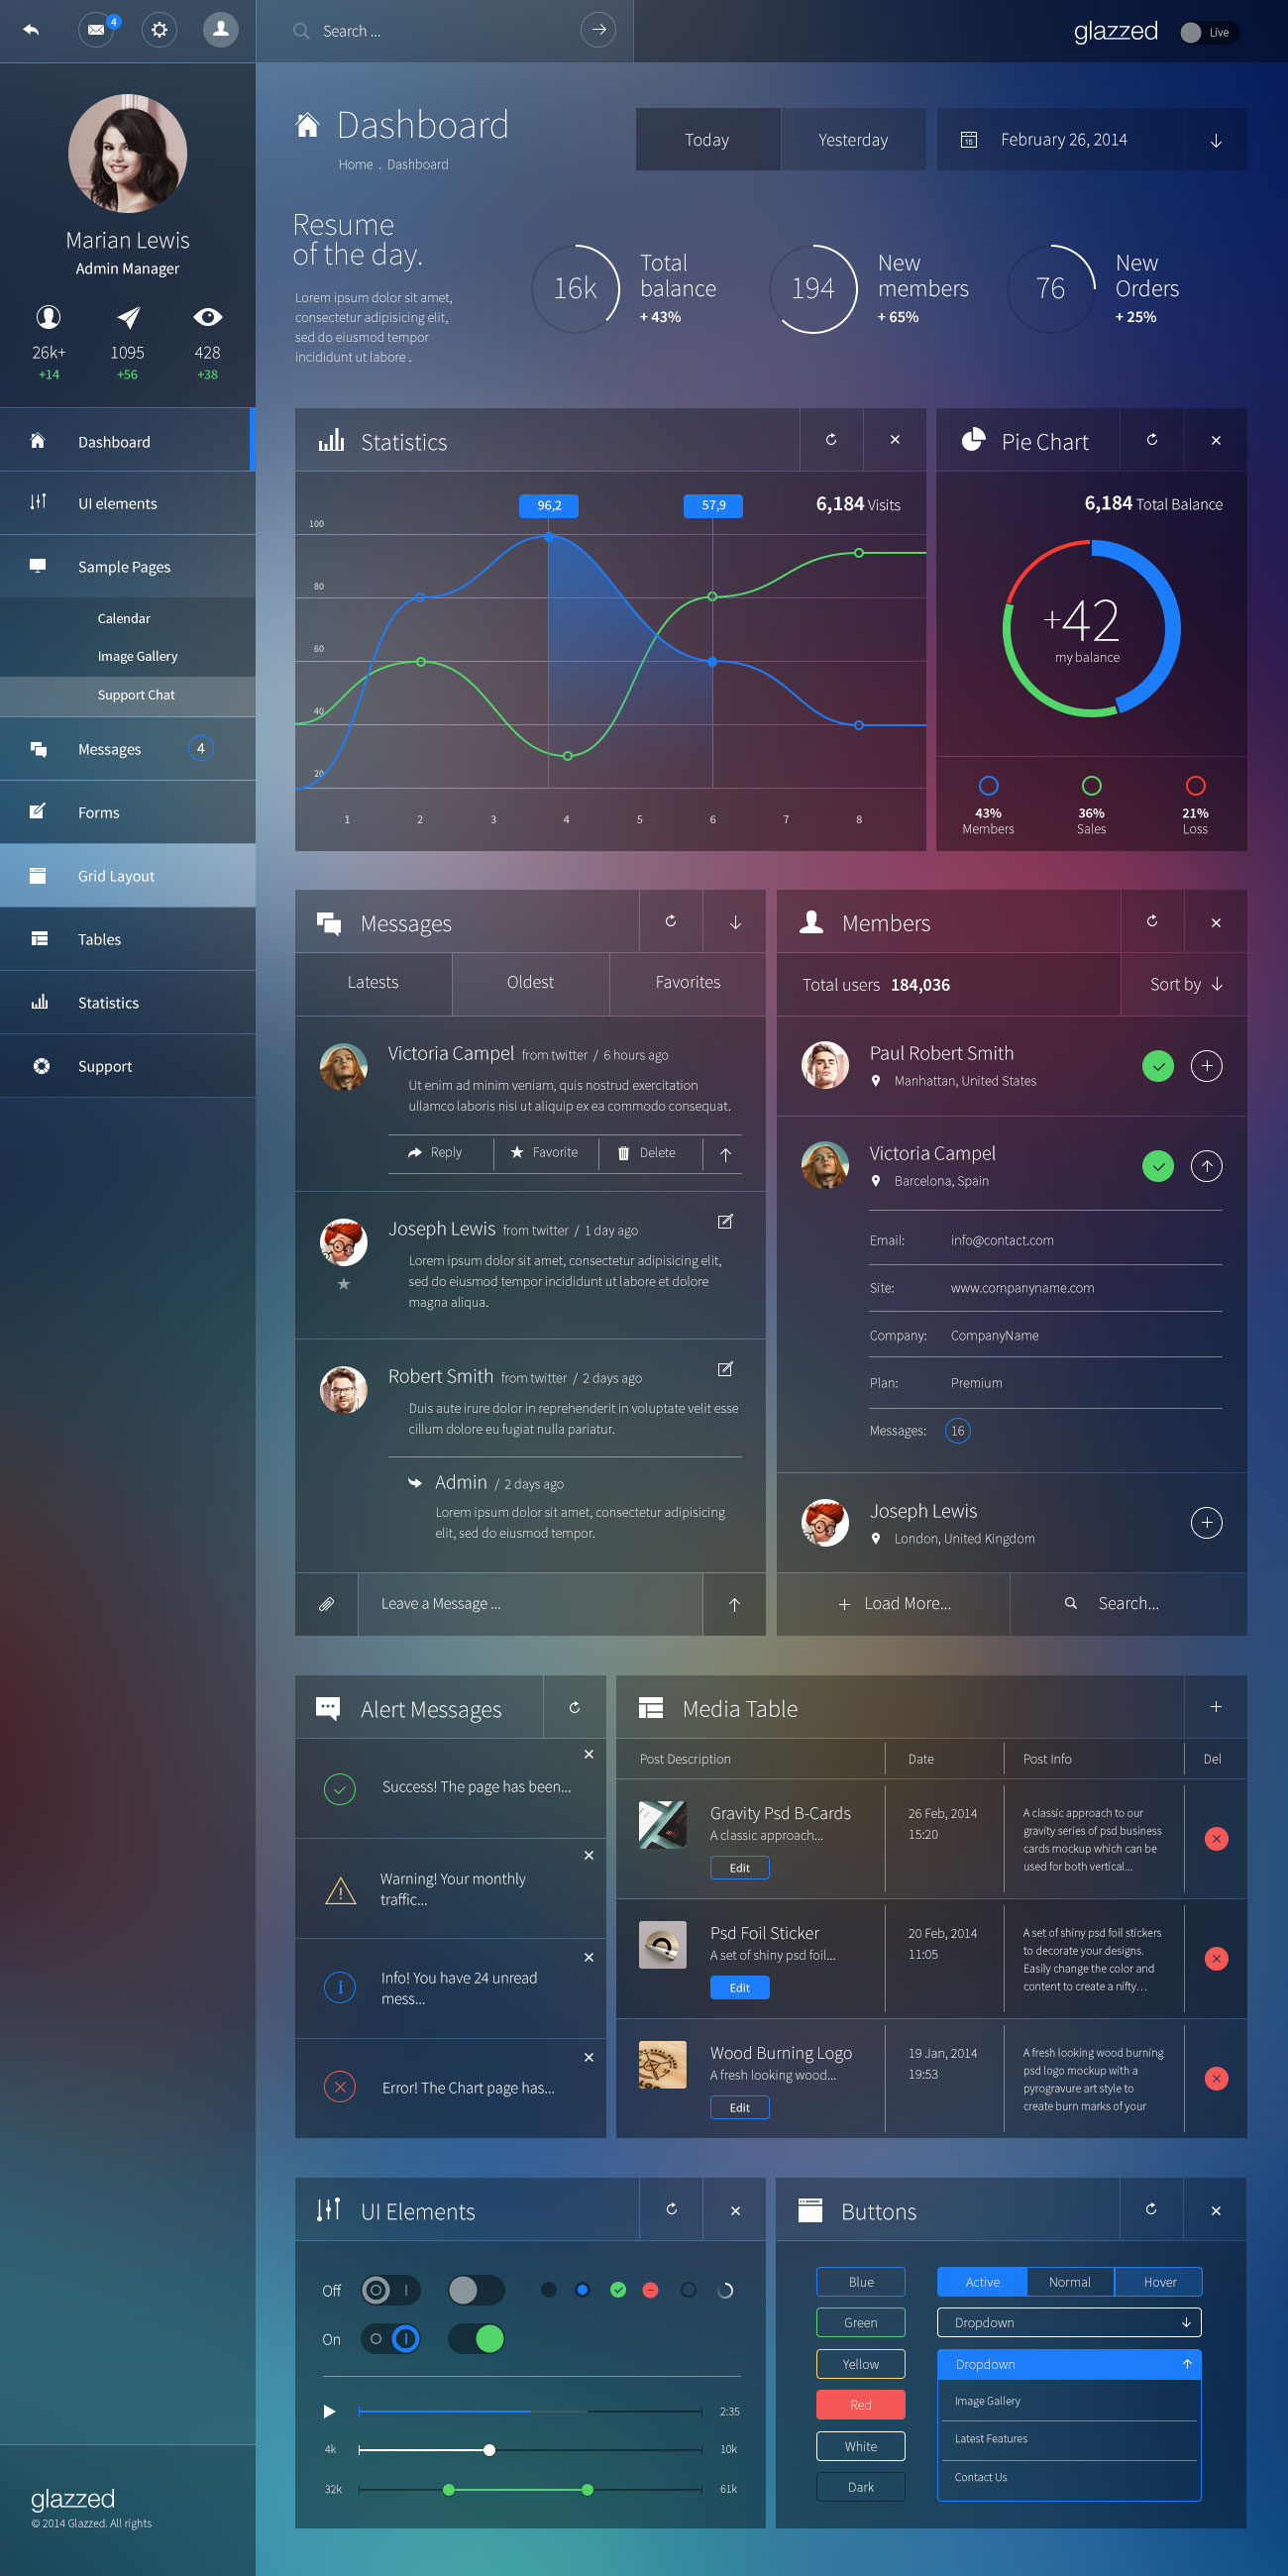 4
Search ...
glazzed
Live
Marian Lewis
Admin Manager
26k+
1095
428
+14
+56
+38
Dashboard
UI elements
Sample Pages
Calendar
Image Gallery
Support Chat
Messages
4
Forms
Grid Layout
Tables
Statistics
Support
glazzed
© 2014 Glazzed. All rights
Dashboard
Home . Dashboard
Today
Yesterday
15
February 26, 2014
Resume
of the day.
Lorem ipsum dolor sit amet,
consectetur adipisicing elit,
sed do eiusmod tempor
incididunt ut labore .
16k
Total
balance
+ 43%
194
New
members
+ 65%
76
New
Orders
+ 25%
Statistics
96,2
57,9
6,184 Visits
100
80
60
40
20
1
2
3
4
5
6
7
8
Pie Chart
6,184 Total Balance
+42
my balance
43%
Members
36%
Sales
21%
Loss
Messages
Latests
Oldest
Favorites
Victoria Campel from twitter / 6 hours ago
Ut enim ad minim veniam, quis nostrud exercitation
ullamco laboris nisi ut aliquip ex ea commodo consequat.
Reply
Favorite
Delete
Joseph Lewis from twitter / 1 day ago
Lorem ipsum dolor sit amet, consectetur adipisicing elit,
sed do eiusmod tempor incididunt ut labore et dolore
magna aliqua.
Robert Smith from twitter / 2 days ago
Duis aute irure dolor in reprehenderit in voluptate velit esse
cillum dolore eu fugiat nulla pariatur.
Admin / 2 days ago
Lorem ipsum dolor sit amet, consectetur adipisicing
elit, sed do eiusmod tempor.
Leave a Message ...
Members
Total users 184,036
Sort by
Paul Robert Smith
Manhattan, United States
Victoria Campel
Barcelona, Spain
Email: info@contact.com
Site: www.companyname.com
Company: CompanyName
Plan: Premium
Messages: 16
Joseph Lewis
London, United Kingdom
Load More...
Search...
Alert Messages
Success! The page has been...
Warning! Your monthly
traffic...
Info! You have 24 unread
mess...
Error! The Chart page has...
Media Table
Post Description
Date
Post Info
Del
Gravity Psd B-Cards
A classic approach...
Edit
26 Feb, 2014
15:20
A classic approach to our
gravity series of psd business
cards mockup which can be
used for both vertical...
Psd Foil Sticker
A set of shiny psd foil...
Edit
20 Feb, 2014
11:05
A set of shiny psd foil stickers
to decorate your designs.
Easily change the color and
content to create a nifty...
Wood Burning Logo
A fresh looking wood...
Edit
19 Jan, 2014
19:53
A fresh looking wood burning
psd logo mockup with a
pyrogravure art style to
create burn marks of your
UI Elements
Off
On
2:35
4k
10k
32k
61k
Buttons
Blue
Green
Yellow
Red
White
Dark
Active
Normal
Hover
Dropdown
Dropdown
Image Gallery
Latest Features
Contact Us